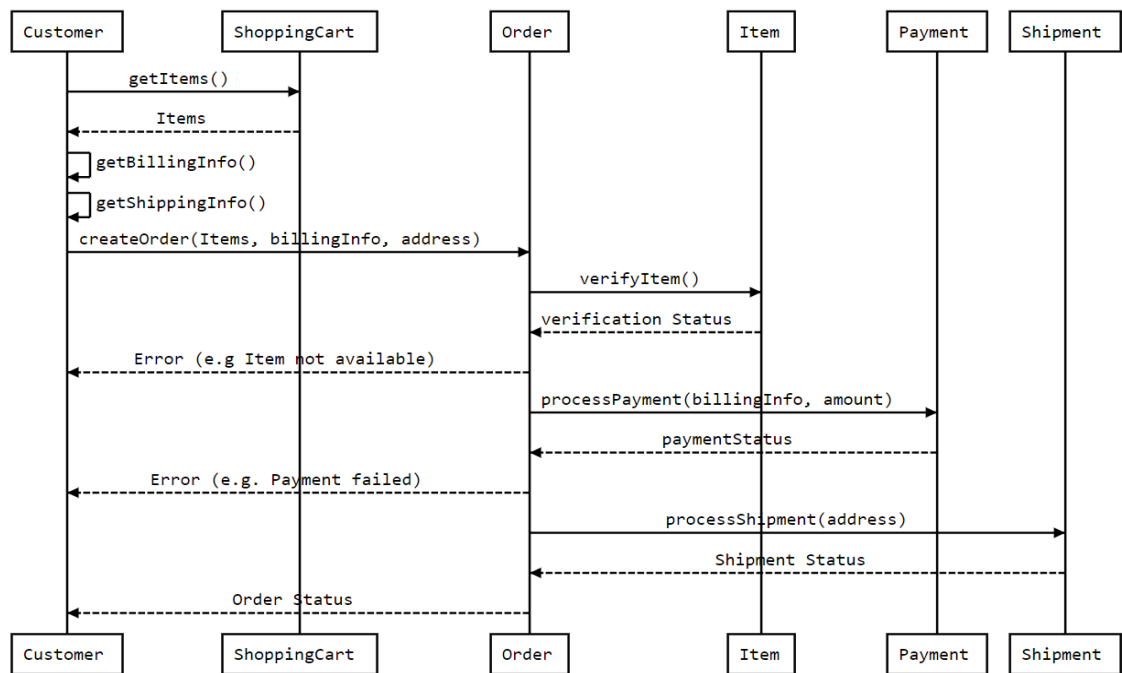 Customer ShoppingCart Order Item Payment Shipment
getItems()
Items
getBillingInfo()
getShippingInfo()
createOrder(Items, billingInfo, address)
verifyItem()
verification Status
Error (e.g Item not available)
processPayment(billingInfo, amount)
paymentStatus
Error (e.g. Payment failed)
processShipment(address)
Shipment Status
Order Status
Customer ShoppingCart Order Item Payment Shipment